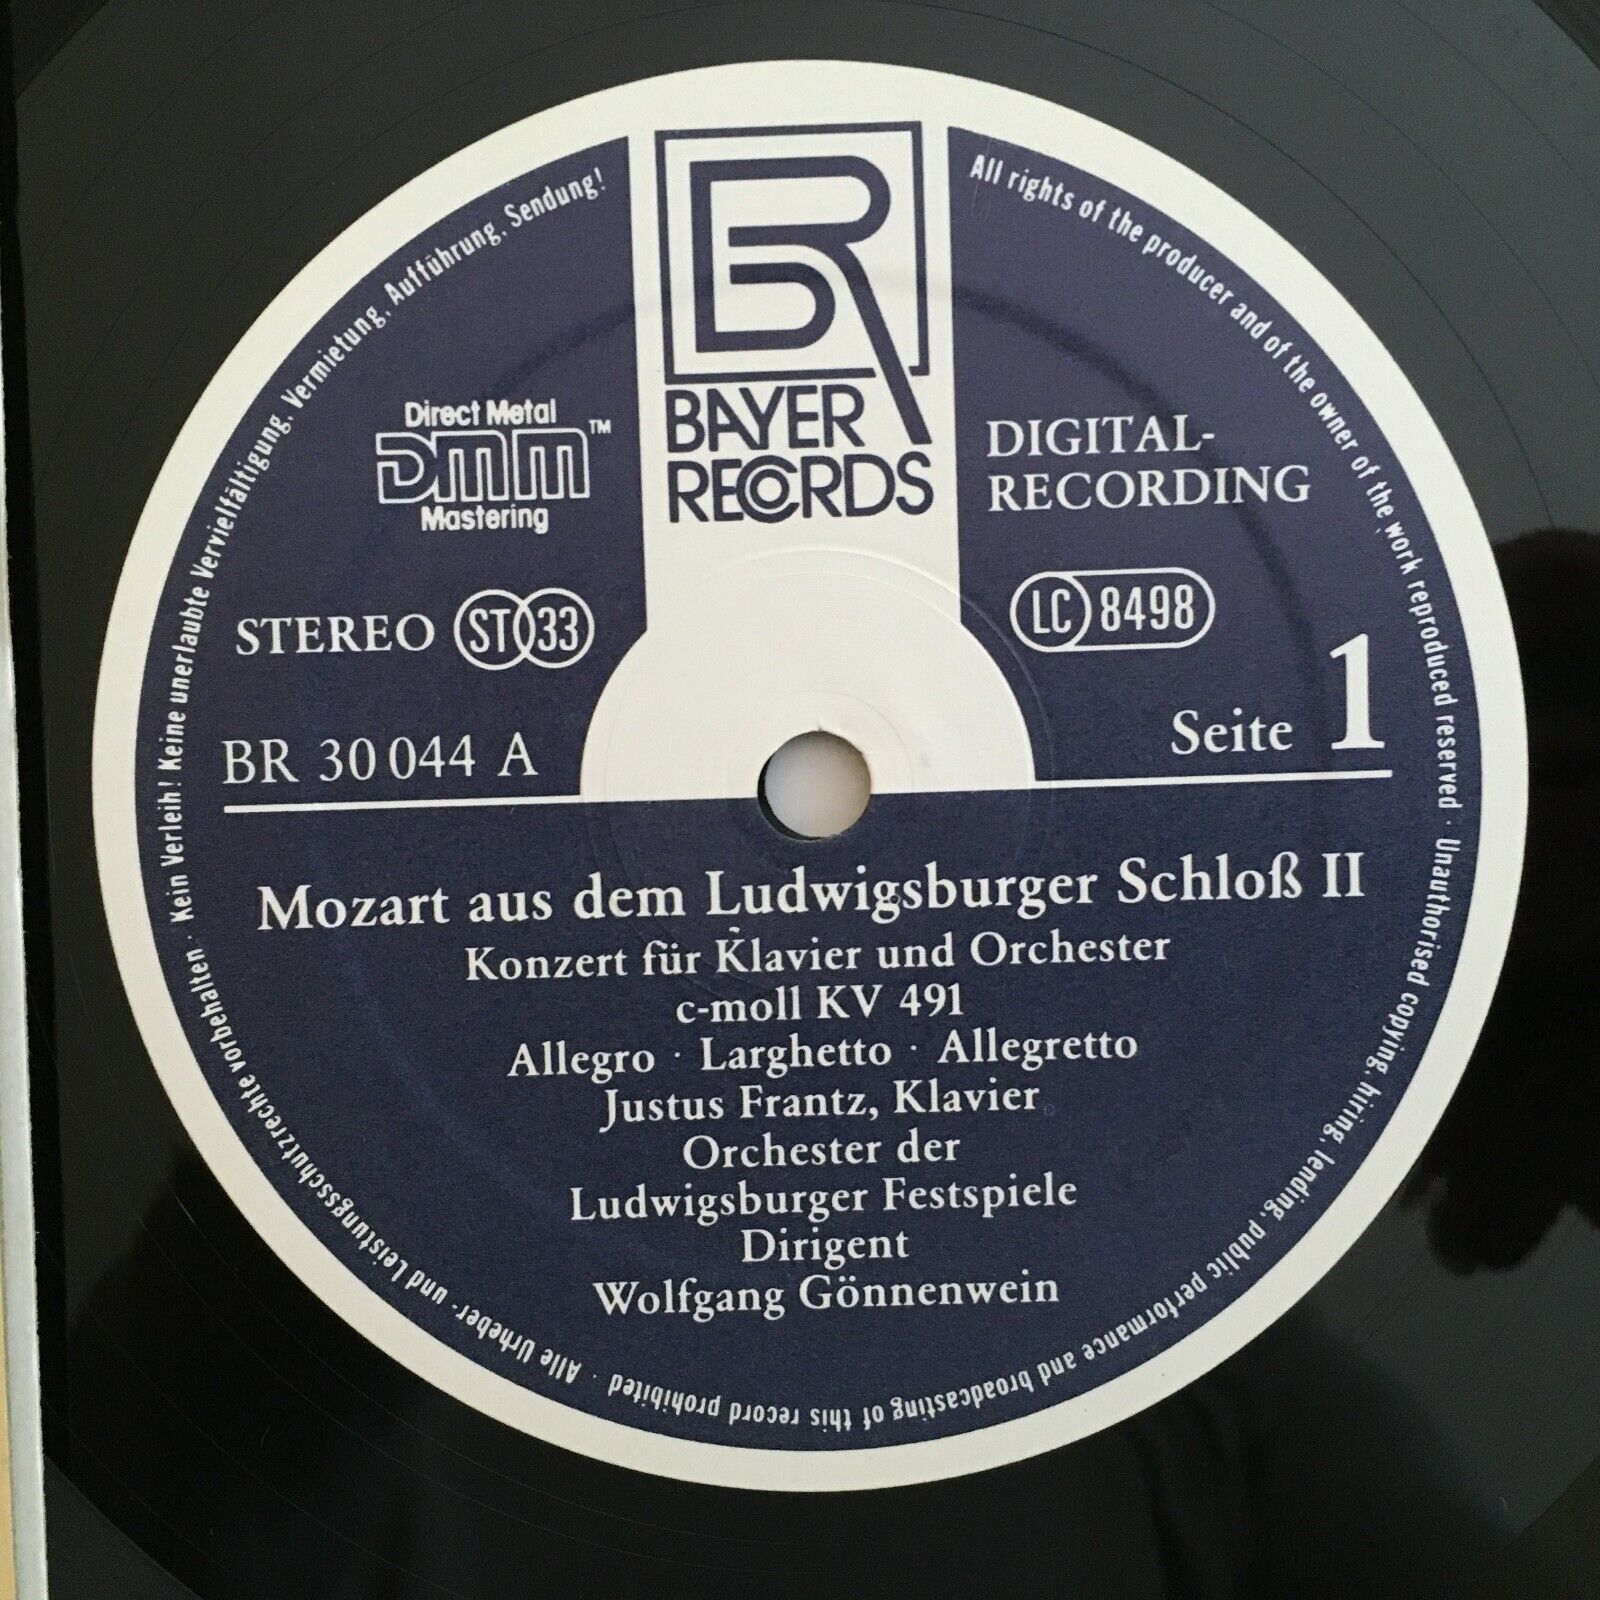 BR
BAYER
RECORDS
Direct Metal
DMM™
Mastering
DIGITAL-
RECORDING
STEREO ST 33
LC 8498
BR 30 044 A
Seite 1
Mozart aus dem Ludwigsburger Schloß II
Konzert für Klavier und Orchester
c-moll KV 491
Allegro · Larghetto · Allegretto
Justus Frantz, Klavier
Orchester der
Ludwigsburger Festspiele
Dirigent
Wolfgang Gönnenwein
All rights of the producer and of the owner of the work reproduced reserved · Unauthorised copying, hiring, lending, public performance and broadcasting of this record prohibited · Alle Urheber- und Leistungsschutzrechte vorbehalten · Kein Verleih! Keine unerlaubte Vervielfältigung, Vermietung, Aufführung, Sendung!